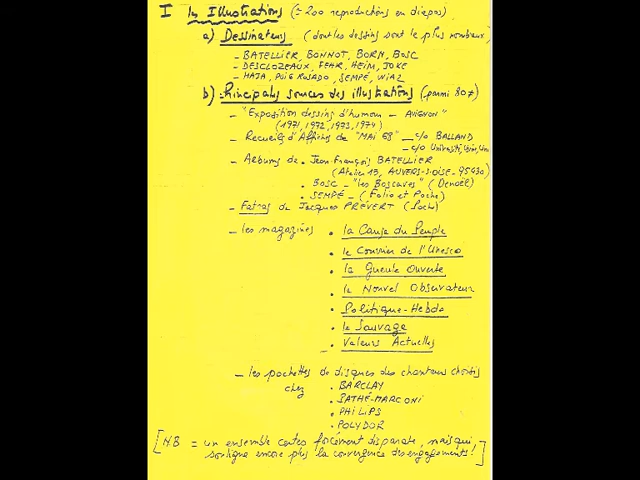 I les Illustrations (≃ 200 reproductions en diapos)
a) Dessinateurs (dont les dessins sont le plus nombreux)
- BATELLIER, BONNOT, BORN, BOSC
- DESCLOZEAUX, FEHR, HEIM, JOKE
- HAJA, PUIG ROSADO, SEMPÉ, WIAZ
b) Principales sources des illustrations (parmi 80 ≠)
- "Exposition dessins d'humour - AVIGNON"
(1971, 1972, 1973, 1974)
- Recueils d'Affiches de "MAI 68" - c/o BALLAND
- c/o Universités, Usines, Union
- Albums de . Jean-François BATELLIER
(Atelier 13, AUVERS-S-OISE - 95430)
. BOSC - "les Boscaves" (Denoël)
. SEMPÉ - (Folio et Poche)
- Fatras de Jacques PRÉVERT (Poche)
- les magazines . la Cause du Peuple
. le Courrier de l'Unesco
. la Gueule Ouverte
. le Nouvel Observateur
. Politique-Hebdo
. le Sauvage
. Valeurs Actuelles
- les pochettes de disques des chanteurs choisis
chez . BARCLAY
. PATHÉ-MARCONI
. PHILIPS
. POLYDOR
[NB = un ensemble certes forcément disparate, mais qui
souligne encore plus la convergence des engagements !]